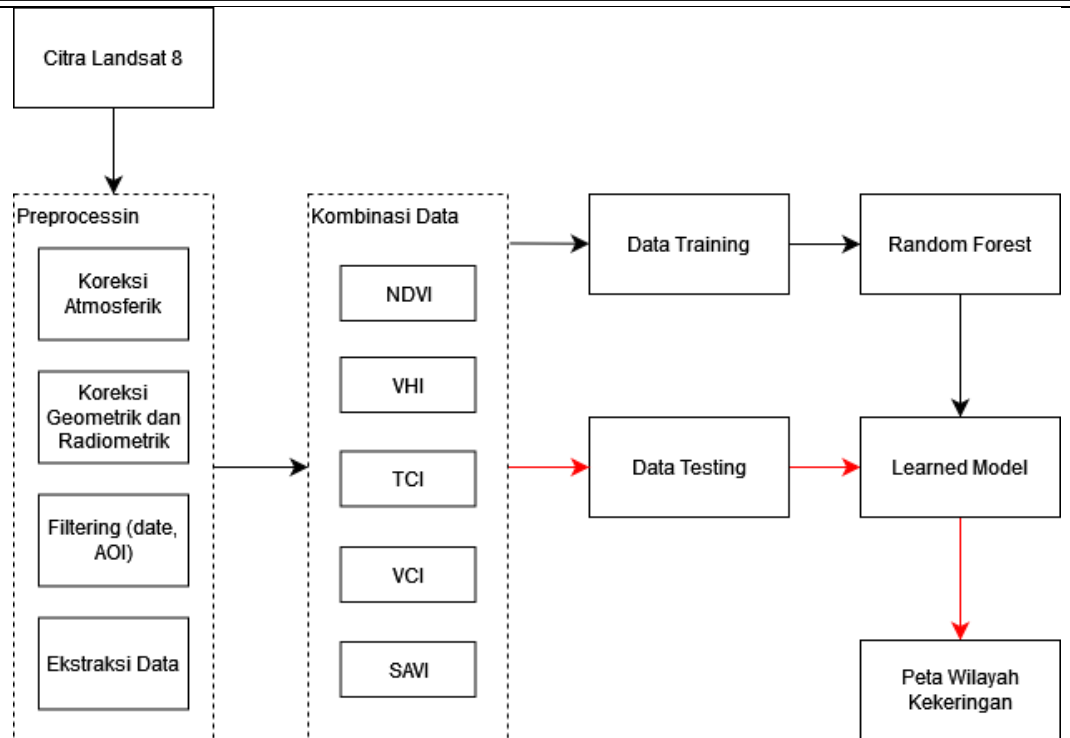 Citra Landsat 8
Preprocessin
Koreksi
Atmosferik
Koreksi
Geometrik dan
Radiometrik
Filtering (date,
AOI)
Ekstraksi Data
Kombinasi Data
NDVI
VHI
TCI
VCI
SAVI
Data Training
Random Forest
Data Testing
Learned Model
Peta Wilayah
Kekeringan